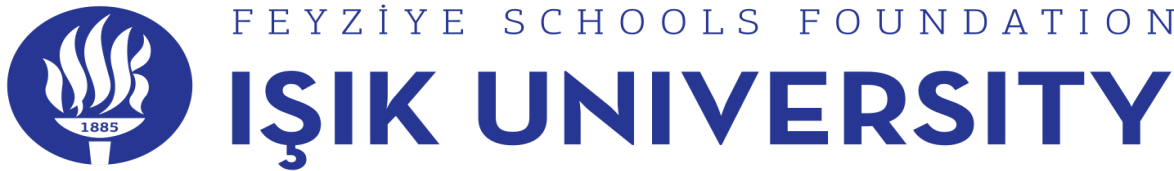 FEYZİYE SCHOOLS FOUNDATION
IŞIK UNIVERSITY
1885